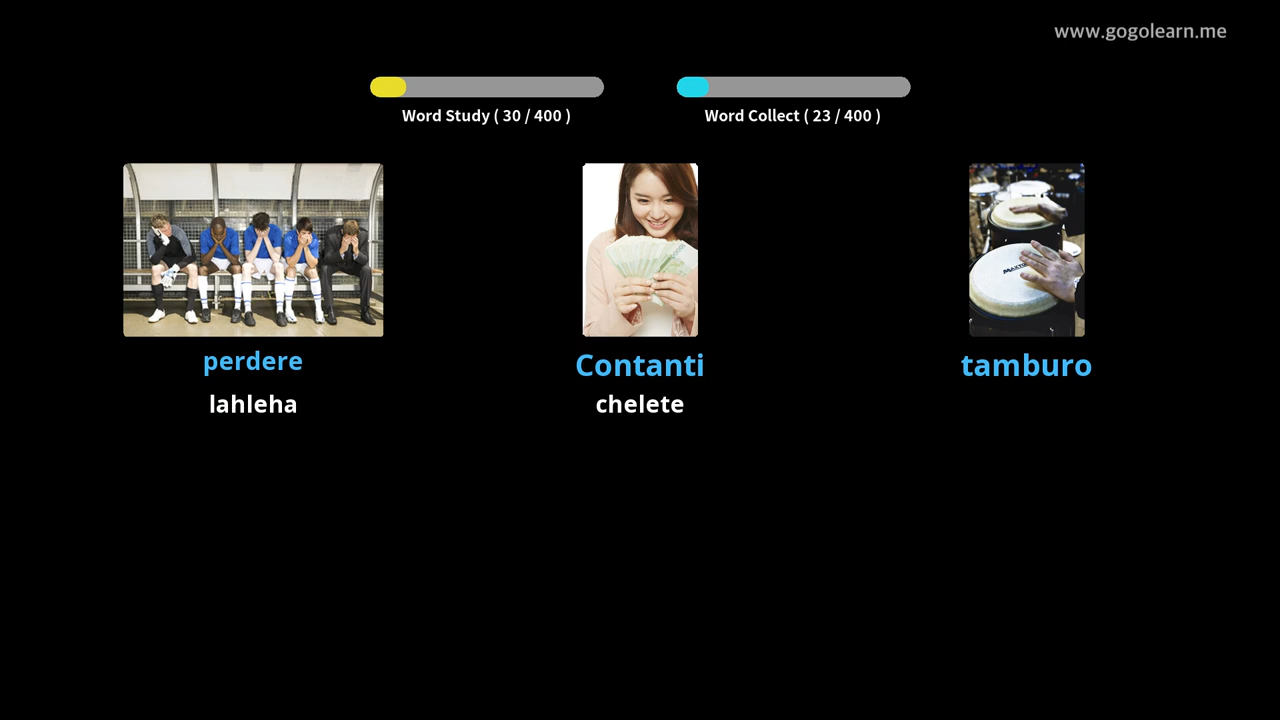 www.gogolearn.me
Word Study ( 30 / 400 )
Word Collect ( 23 / 400 )
perdere
Contanti
tamburo
lahleha
chelete